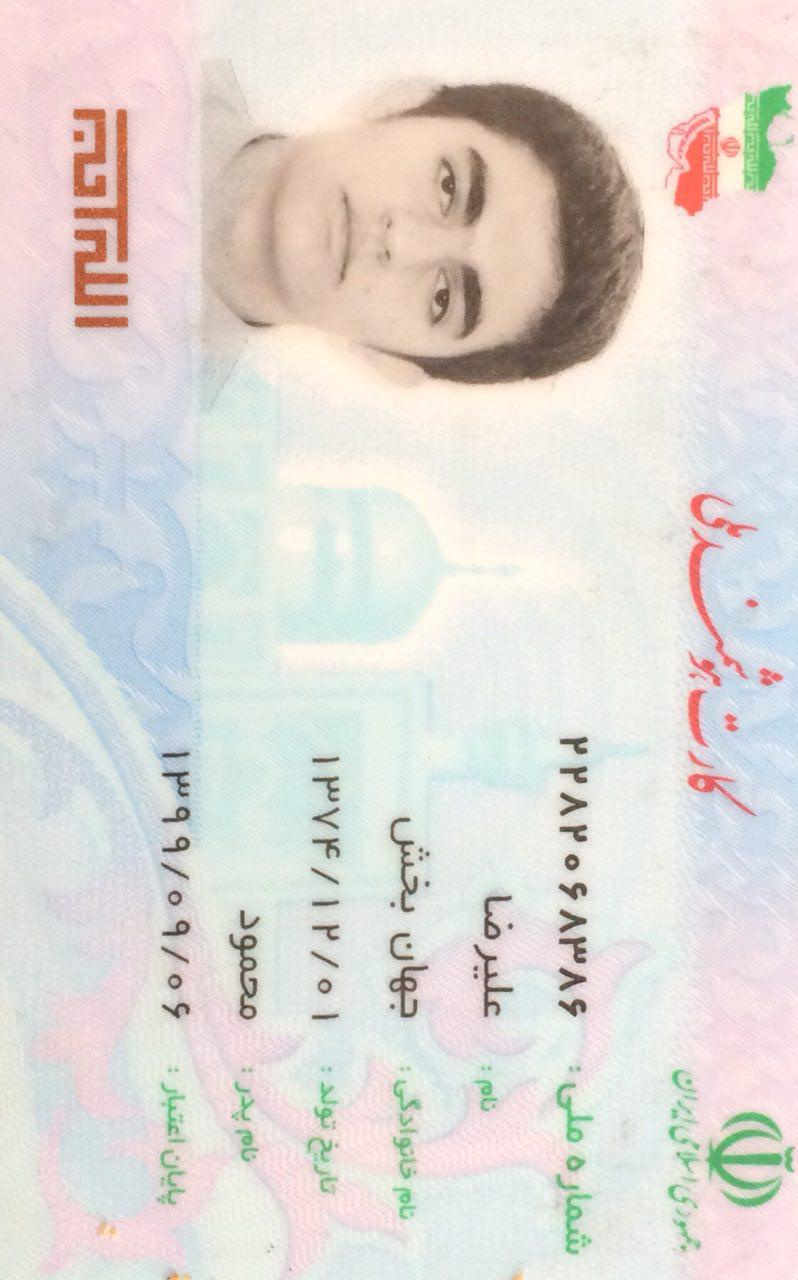 جمهوری اسلامی ایران
کارت هوشمند ملی
شماره ملی : ۲۲۸۲۰۶۸۳۸۶
نام : علیرضا
نام خانوادگی : جهان بخش
تاریخ تولد : ۱۳۷۴/۱۲/۰۱
نام پدر : محمود
پایان اعتبار : ۱۳۹۹/۰۹/۰۶